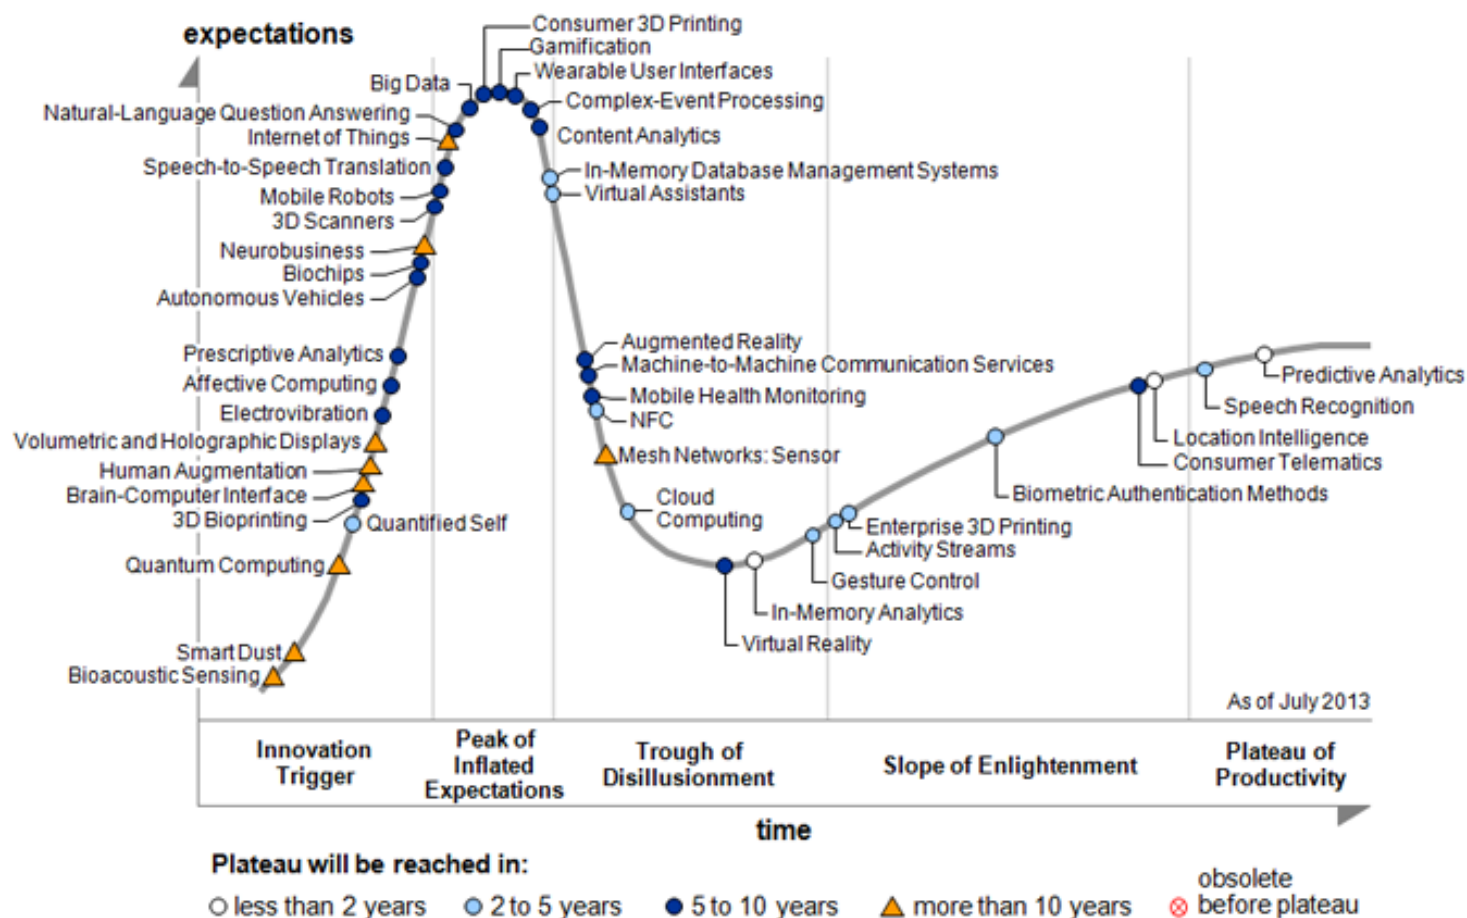 expectations
Consumer 3D Printing
Gamification
Wearable User Interfaces
Big Data
Complex-Event Processing
Natural-Language Question Answering
Content Analytics
Internet of Things
Speech-to-Speech Translation
In-Memory Database Management Systems
Mobile Robots
Virtual Assistants
3D Scanners
Neurobusiness
Biochips
Autonomous Vehicles
Augmented Reality
Prescriptive Analytics
Machine-to-Machine Communication Services
Predictive Analytics
Affective Computing
Mobile Health Monitoring
Speech Recognition
Electrovibration
NFC
Volumetric and Holographic Displays
Location Intelligence
Mesh Networks: Sensor
Human Augmentation
Consumer Telematics
Brain-Computer Interface
Biometric Authentication Methods
Cloud
Computing
3D Bioprinting
Quantified Self
Enterprise 3D Printing
Activity Streams
Quantum Computing
Gesture Control
In-Memory Analytics
Virtual Reality
Smart Dust
Bioacoustic Sensing
As of July 2013
Innovation
Trigger
Peak of
Inflated
Expectations
Trough of
Disillusionment
Slope of Enlightenment
Plateau of
Productivity
time
Plateau will be reached in:
less than 2 years
2 to 5 years
5 to 10 years
more than 10 years
obsolete
before plateau